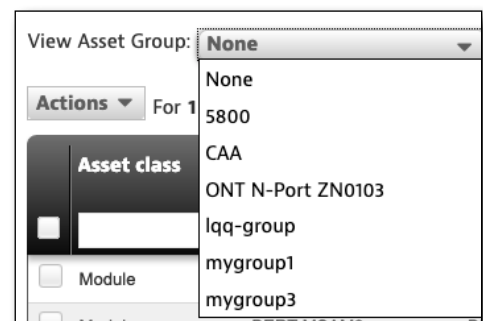 View Asset Group: None
None
5800
CAA
ONT N-Port ZN0103
lqq-group
mygroup1
mygroup3
Actions For 1
Asset class
Module